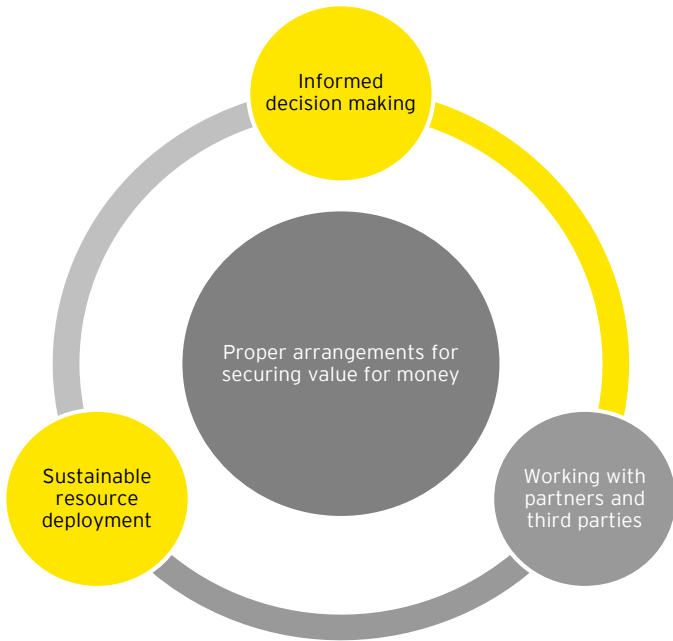 Informed
decision making
Proper arrangements for
securing value for money
Sustainable
resource
deployment
Working with
partners and
third parties